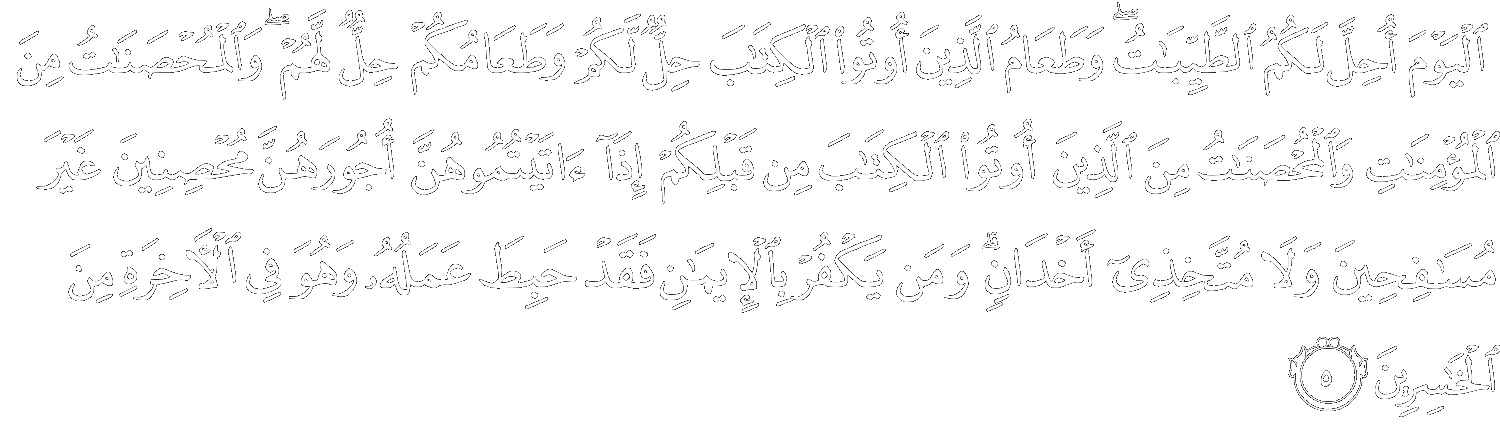 ٱلْيَوْمَ أُحِلَّ لَكُمُ ٱلطَّيِّبَـٰتُ ۖ وَطَعَامُ ٱلَّذِينَ أُوتُوا۟ ٱلْكِتَـٰبَ حِلٌّ لَّكُمْ وَطَعَامُكُمْ حِلٌّ لَّهُمْ ۖ وَٱلْمُحْصَنَـٰتُ مِنَ
ٱلْمُؤْمِنَـٰتِ وَٱلْمُحْصَنَـٰتُ مِنَ ٱلَّذِينَ أُوتُوا۟ ٱلْكِتَـٰبَ مِن قَبْلِكُمْ إِذَآ ءَاتَيْتُمُوهُنَّ أُجُورَهُنَّ مُحْصِنِينَ غَيْرَ
مُسَـٰفِحِينَ وَلَا مُتَّخِذِىٓ أَخْدَانٍ ۗ وَمَن يَكْفُرْ بِٱلْإِيمَـٰنِ فَقَدْ حَبِطَ عَمَلُهُۥ وَهُوَ فِى ٱلْـَٔاخِرَةِ مِنَ
ٱلْخَـٰسِرِينَ ٥